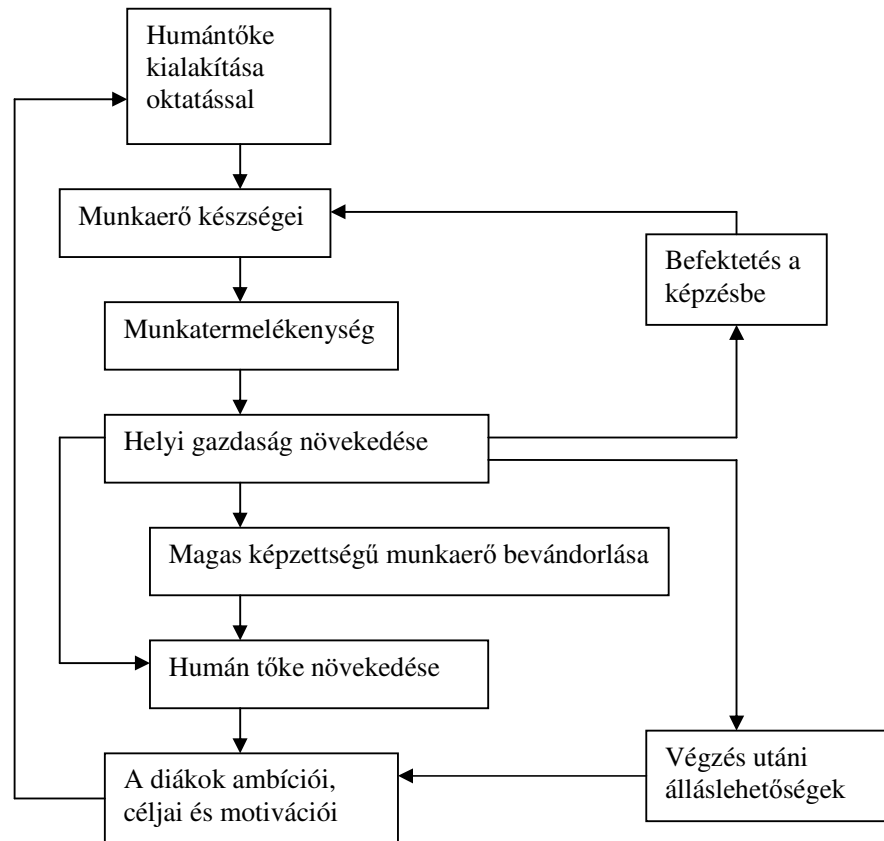 Humántőke
kialakítása
oktatással
Munkaerő készségei
Befektetés a
képzésbe
Munkatermelékenység
Helyi gazdaság növekedése
Magas képzettségű munkaerő bevándorlása
Humán tőke növekedése
A diákok ambíciói,
céljai és motivációi
Végzés utáni
álláslehetőségek